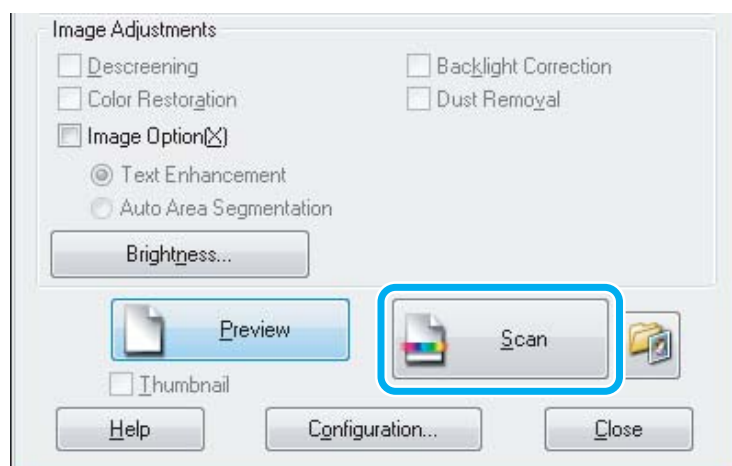 Image Adjustments
Descreening Backlight Correction
Color Restoration Dust Removal
Image Option(X)
Text Enhancement
Auto Area Segmentation
Brightness...
Preview Scan
Thumbnail
Help Configuration... Close